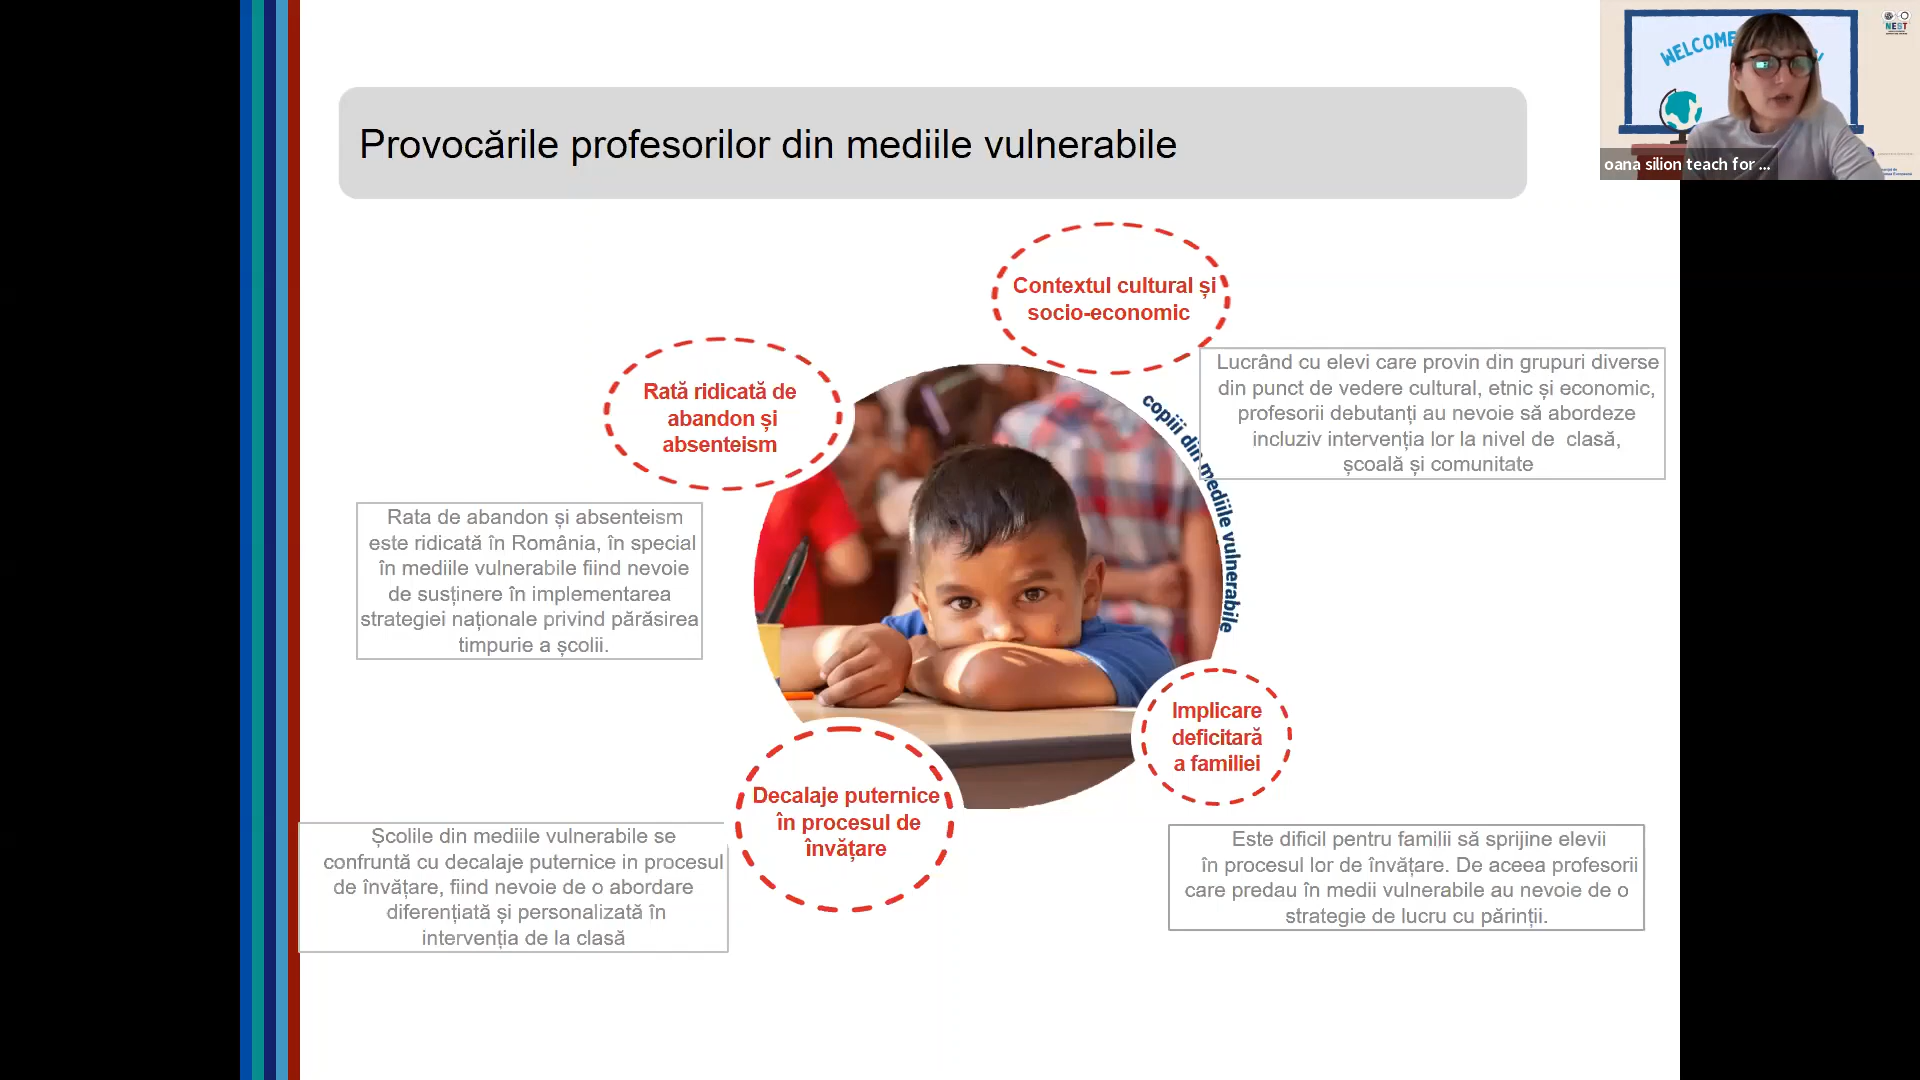 Provocările profesorilor din mediile vulnerabile
WELCOME
NEST
oana silion teach for ...
Contextul cultural și
socio-economic
Lucrând cu elevi care provin din grupuri diverse
din punct de vedere cultural, etnic și economic,
profesorii debutanți au nevoie să abordeze
incluziv intervenția lor la nivel de clasă,
școală și comunitate
Rată ridicată de
abandon și
absenteism
Rata de abandon și absenteism
este ridicată în România, în special
în mediile vulnerabile fiind nevoie
de susținere în implementarea
strategiei naționale privind părăsirea
timpurie a școlii.
copiii din mediile vulnerabile
Implicare
deficitară
a familiei
Este dificil pentru familii să sprijine elevii
în procesul lor de învățare. De aceea profesorii
care predau în medii vulnerabile au nevoie de o
strategie de lucru cu părinții.
Decalaje puternice
în procesul de
învățare
Școlile din mediile vulnerabile se
confruntă cu decalaje puternice in procesul
de învățare, fiind nevoie de o abordare
diferențiată și personalizată în
intervenția de la clasă